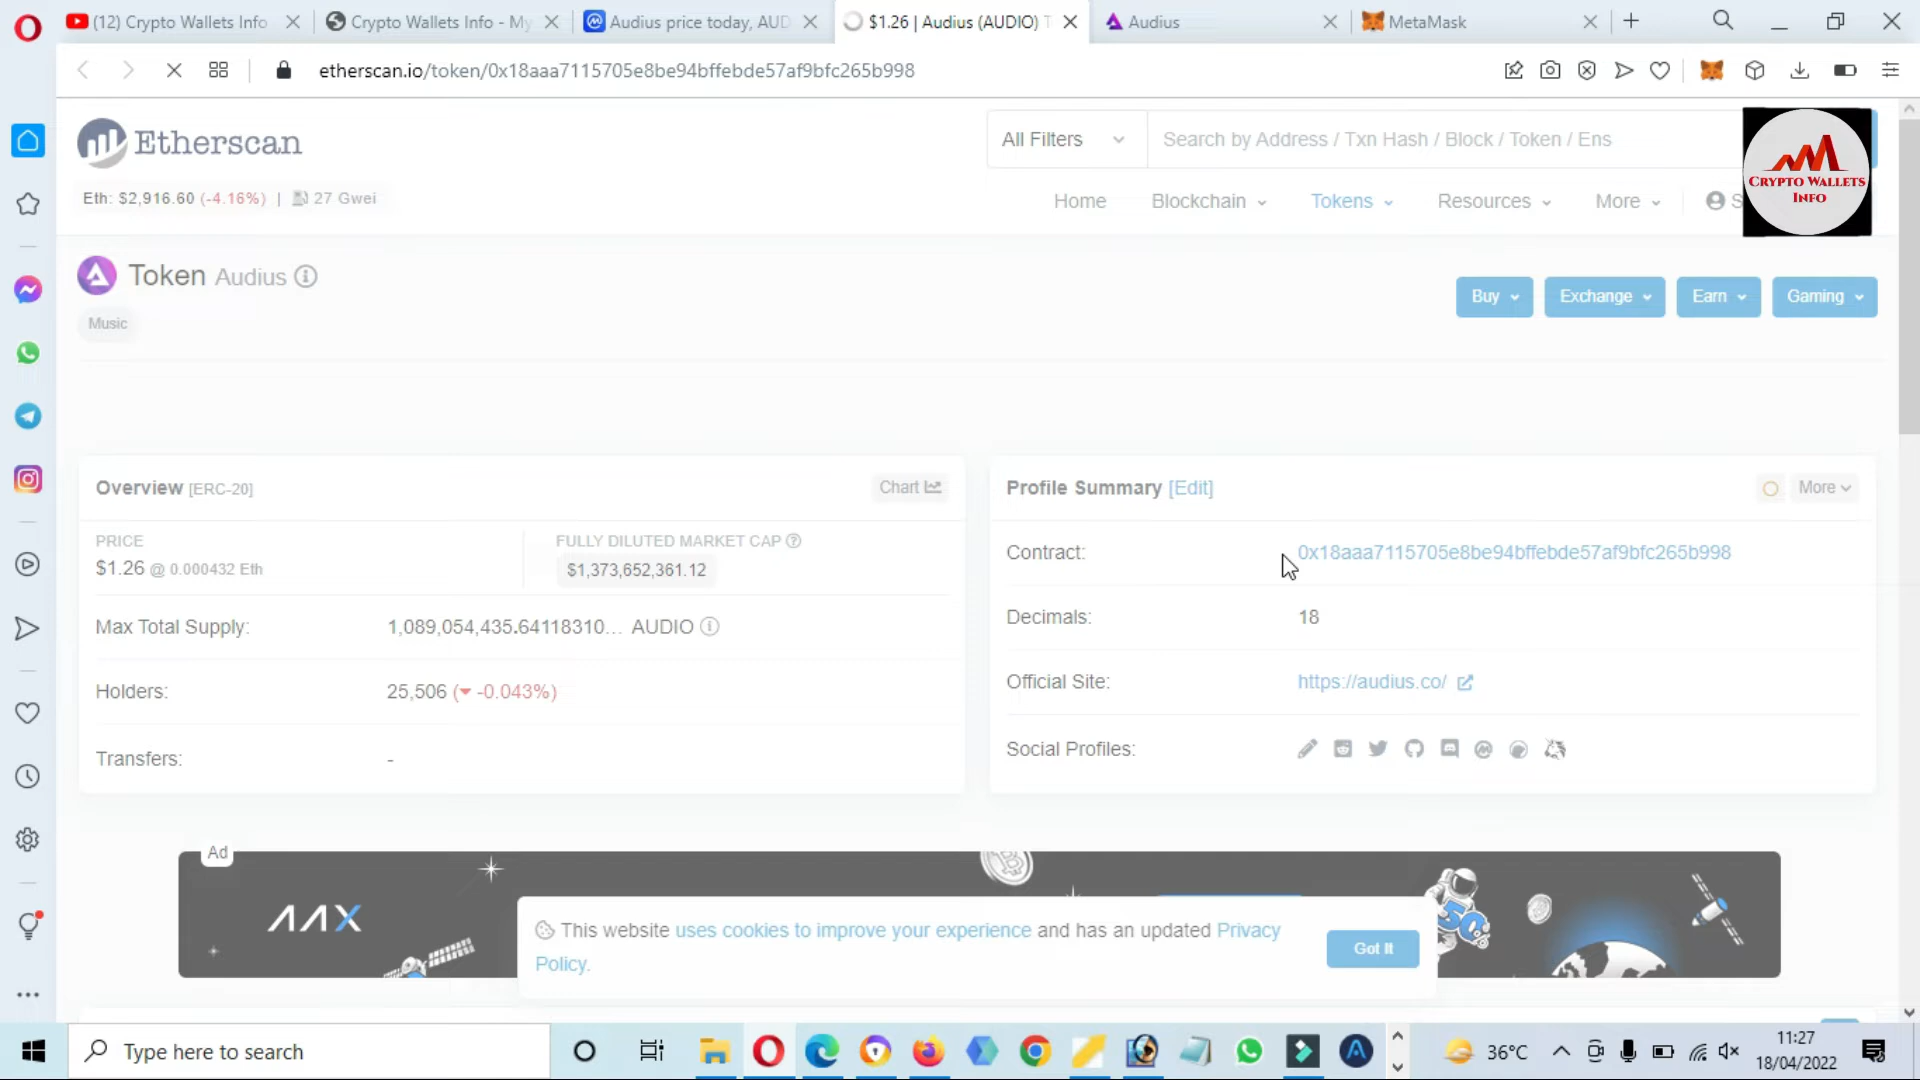 (12) Crypto Wallets Info
Crypto Wallets Info - My
Audius price today, AUD
$1.26 | Audius (AUDIO) T
Audius
MetaMask
etherscan.io/token/0x18aaa7115705e8be94bffebde57af9bfc265b998
Etherscan
All Filters
Search by Address / Txn Hash / Block / Token / Ens
Eth: $2,916.60 (-4.16%) | 27 Gwei
Home
Blockchain
Tokens
Resources
More
S
CRYPTO WALLETS
INFO
Token Audius
Music
Buy
Exchange
Earn
Gaming
Overview [ERC-20]
Chart
PRICE
$1.26 @ 0.000432 Eth
FULLY DILUTED MARKET CAP
$1,373,652,361.12
Max Total Supply:
1,089,054,435.64118310... AUDIO
Holders:
25,506 (-0.043%)
Transfers:
-
Profile Summary [Edit]
More
Contract:
0x18aaa7115705e8be94bffebde57af9bfc265b998
Decimals:
18
Official Site:
https://audius.co/
Social Profiles:
Ad
AAX
50%
This website uses cookies to improve your experience and has an updated Privacy
Policy.
Got It
Type here to search
36°C
11:27
18/04/2022